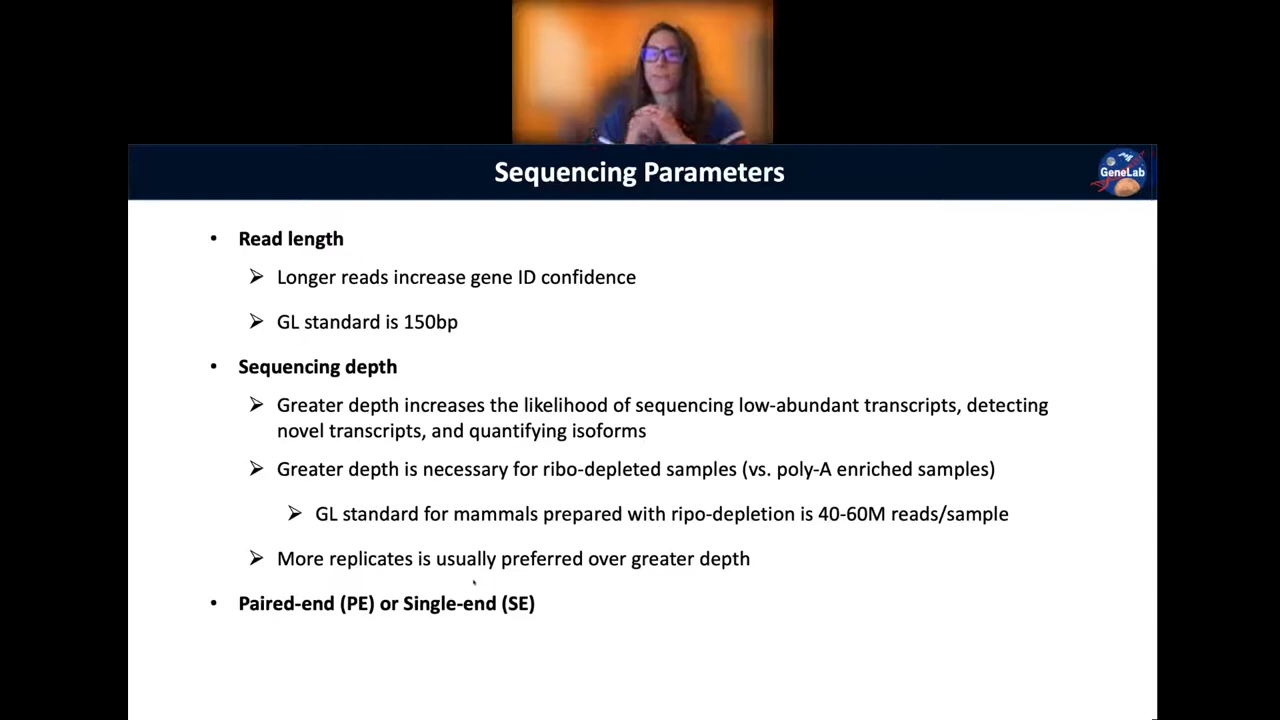 Sequencing Parameters
GeneLab
• Read length
➢ Longer reads increase gene ID confidence
➢ GL standard is 150bp
• Sequencing depth
➢ Greater depth increases the likelihood of sequencing low-abundant transcripts, detecting
novel transcripts, and quantifying isoforms
➢ Greater depth is necessary for ribo-depleted samples (vs. poly-A enriched samples)
➢ GL standard for mammals prepared with ripo-depletion is 40-60M reads/sample
➢ More replicates is usually preferred over greater depth
• Paired-end (PE) or Single-end (SE)